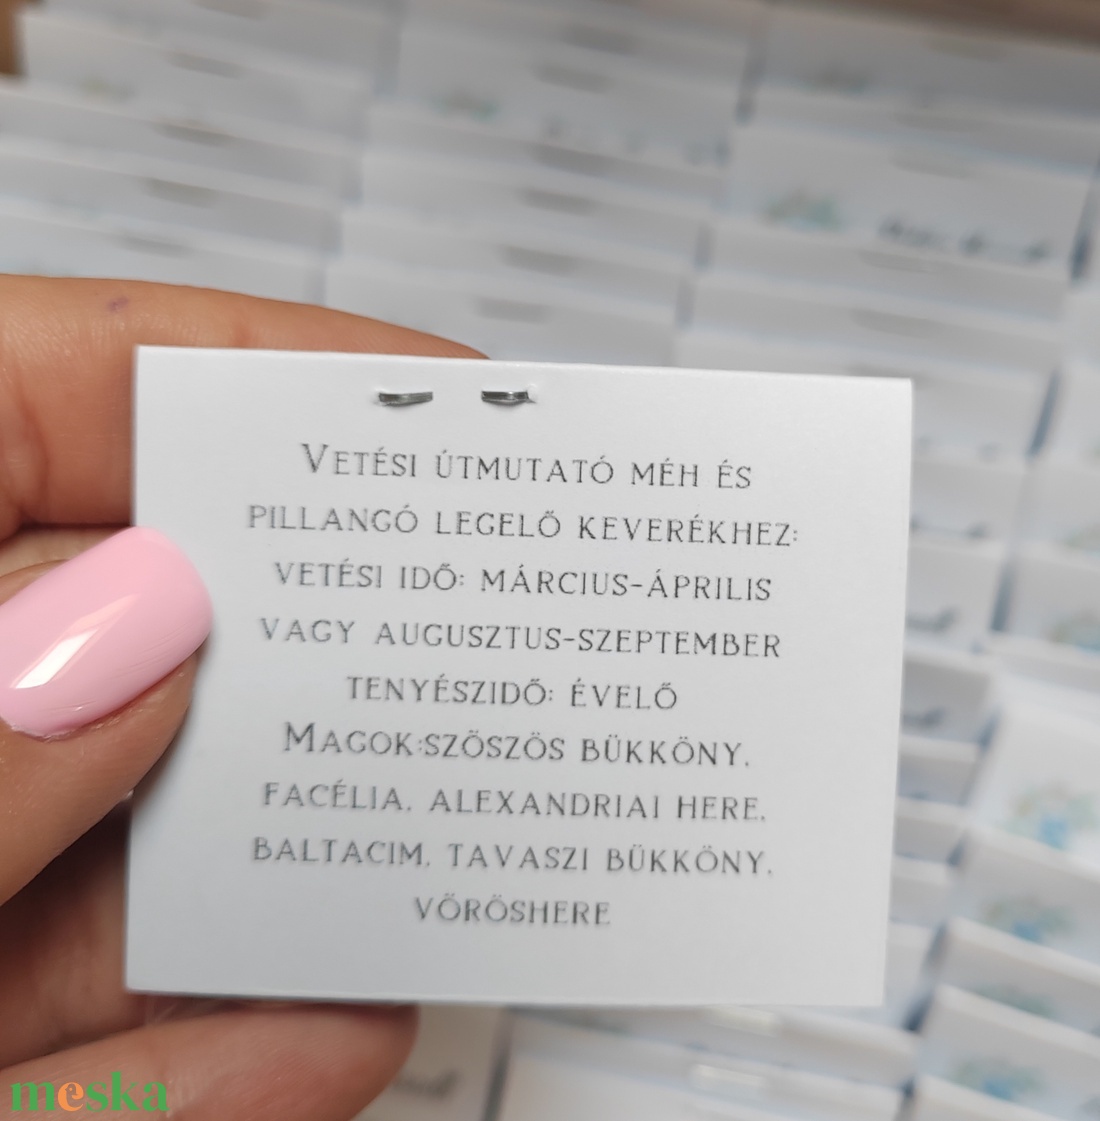 Vetési útmutató méh és
pillangó legelő keverékhez:
vetési idő: március-április
vagy augusztus-szeptember
tenyészidő: évelő
Magok:szöszös bükköny,
facélia, alexandriai here,
baltacim, tavaszi bükköny,
vöröshere
meska